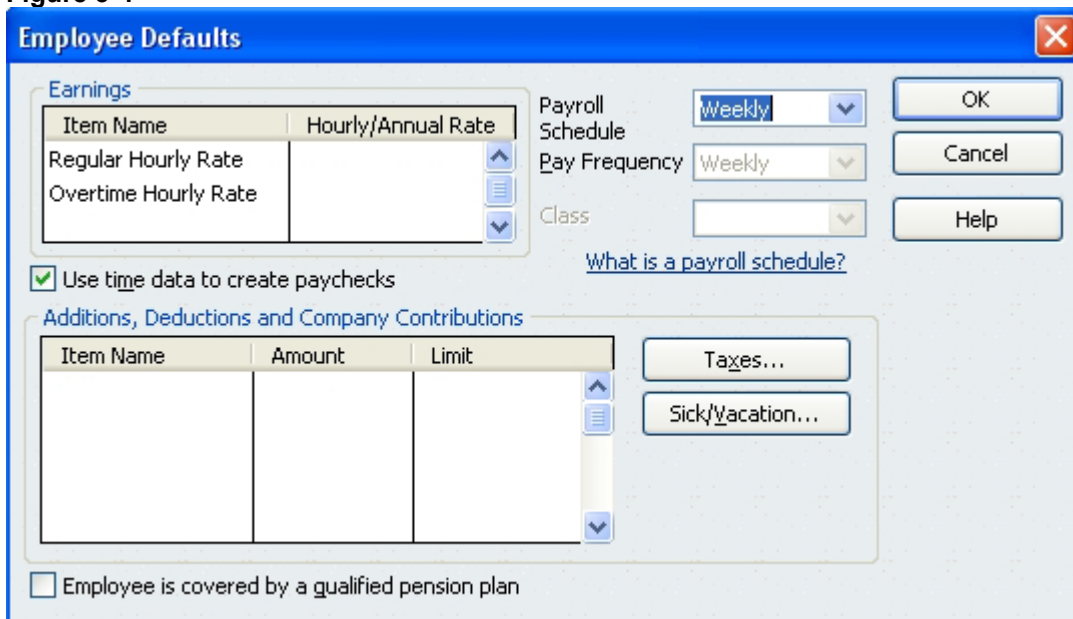 Employee Defaults
Earnings
Item Name Hourly/Annual Rate
Regular Hourly Rate
Overtime Hourly Rate
Payroll Schedule Weekly
Pay Frequency Weekly
Class
What is a payroll schedule?
OK
Cancel
Help
Use time data to create paychecks
Additions, Deductions and Company Contributions
Item Name Amount Limit
Taxes...
Sick/Vacation...
Employee is covered by a qualified pension plan